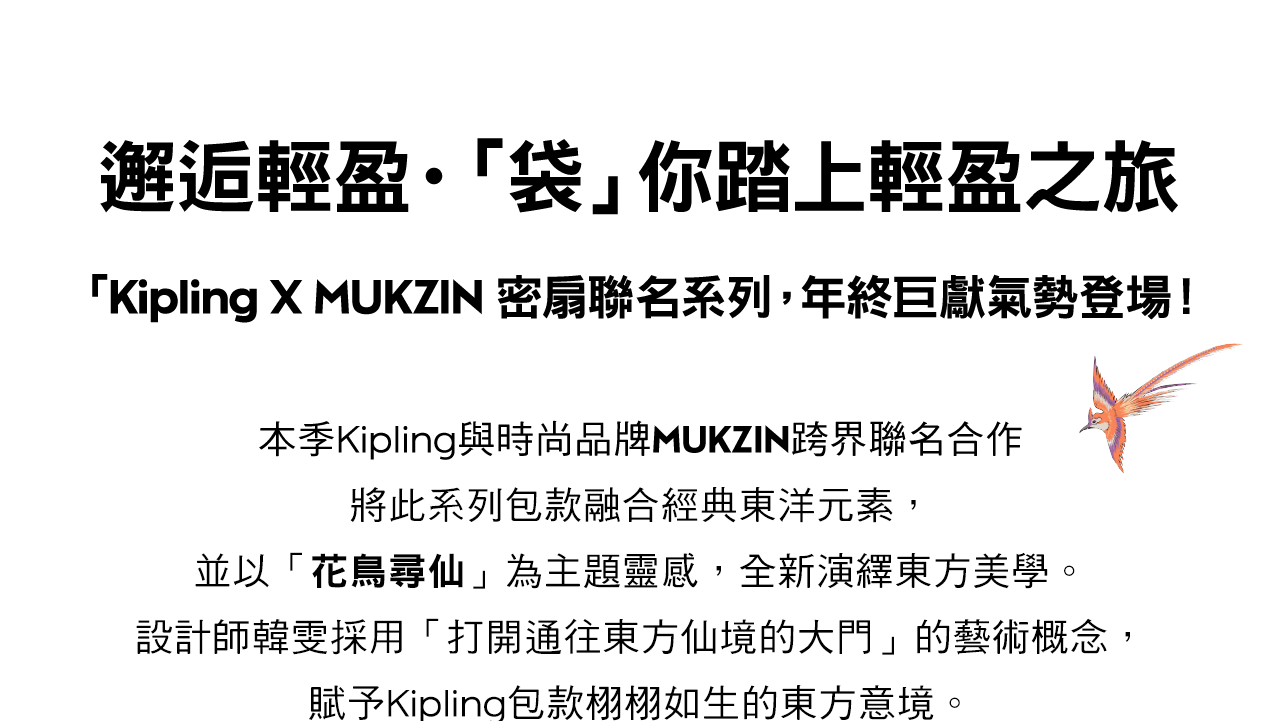 邂逅輕盈·「袋」你踏上輕盈之旅
「Kipling X MUKZIN 密扇聯名系列,年終巨獻氣勢登場!
本季Kipling與時尚品牌MUKZIN跨界聯名合作
將此系列包款融合經典東洋元素,
並以「花鳥尋仙」為主題靈感,全新演繹東方美學。
設計師韓雯採用「打開通往東方仙境的大門」的藝術概念,
賦予Kipling包款栩栩如生的東方意境。